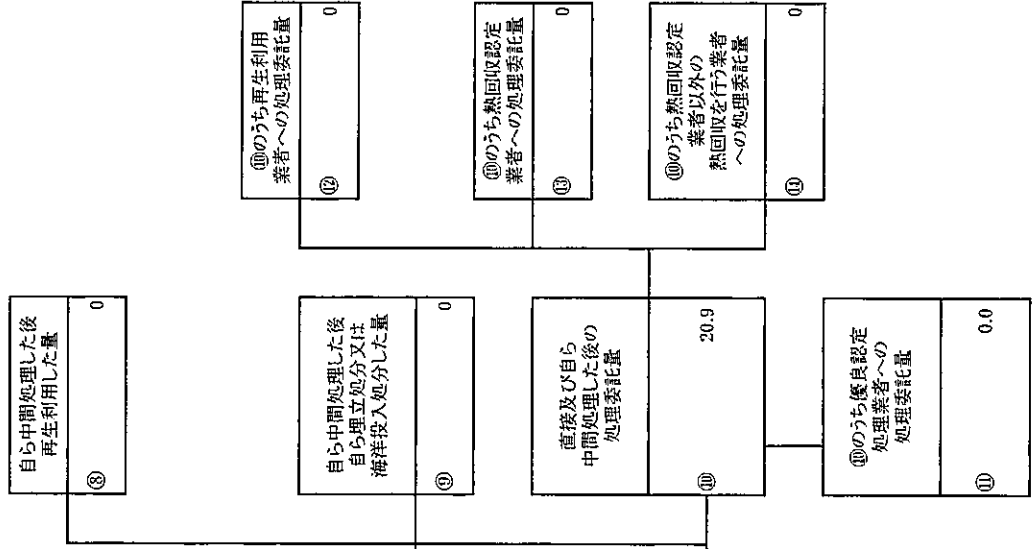 自ら中間処理した後
再生利用した量
⑧ 0
自ら中間処理した後
自ら埋立処分又は
海洋投入処分した量
⑨ 0
直接及び自ら
中間処理した後の
処理委託量
⑩ 20.9
⑩のうち優良認定
処理業者への
処理委託量
⑪ 0.0
⑩のうち再生利用
業者への処理委託量
⑫ 0
⑩のうち熱回収認定
業者への処理委託量
⑬ 0
⑩のうち熱回収認定
業者以外の
熱回収を行う業者
への処理委託量
⑭ 0